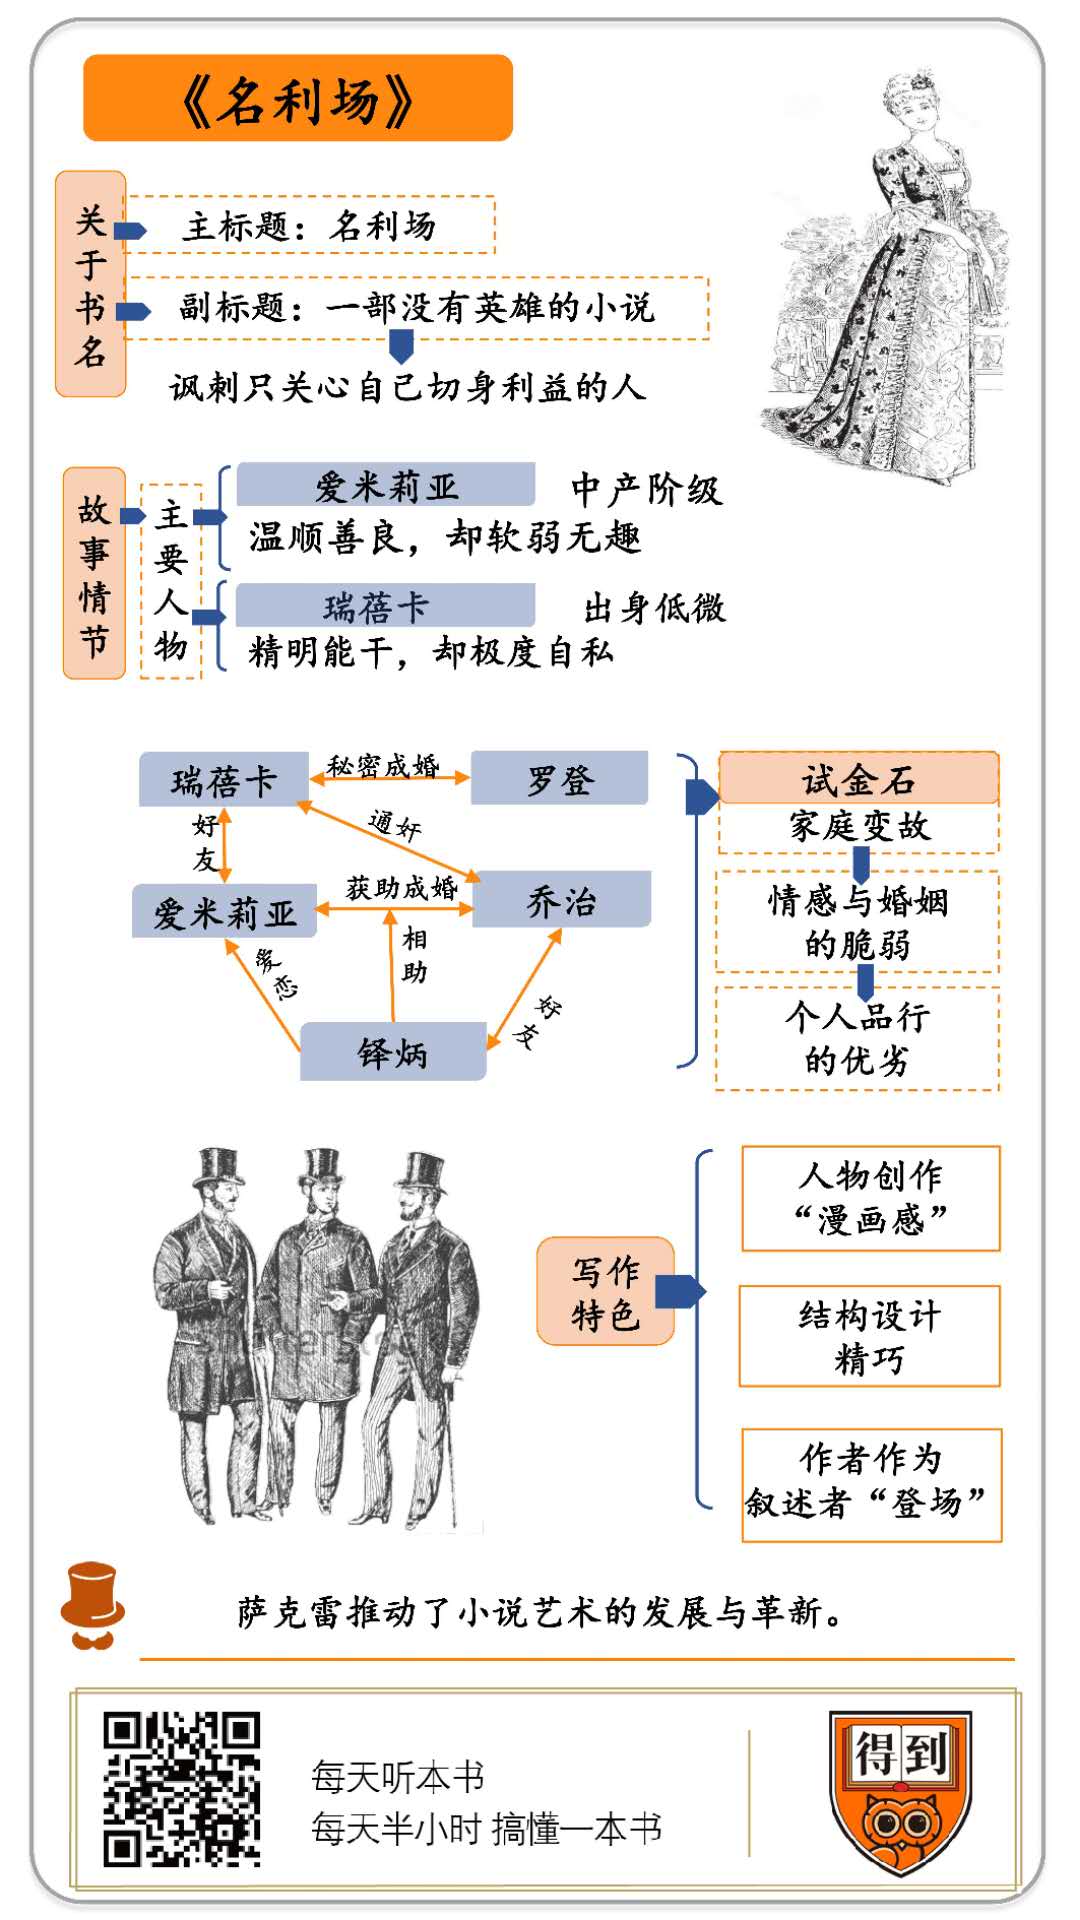 《名利场》
关于书名
主标题：名利场
副标题：一部没有英雄的小说
讽刺只关心自己切身利益的人
故事情节
主要人物
爱米莉亚
中产阶级
温顺善良，却软弱无趣
瑞蓓卡
出身低微
精明能干，却极度自私
瑞蓓卡
秘密成婚
罗登
好友
通奸
爱米莉亚
获助成婚
乔治
爱恋
相助
好友
铎炳
试金石
家庭变故
情感与婚姻
的脆弱
个人品行
的优劣
写作
特色
人物创作
“漫画感”
结构设计
精巧
作者作为
叙述者“登场”
shutterstock
萨克雷推动了小说艺术的发展与革新。
每天听本书
每天半小时 搞懂一本书
得到